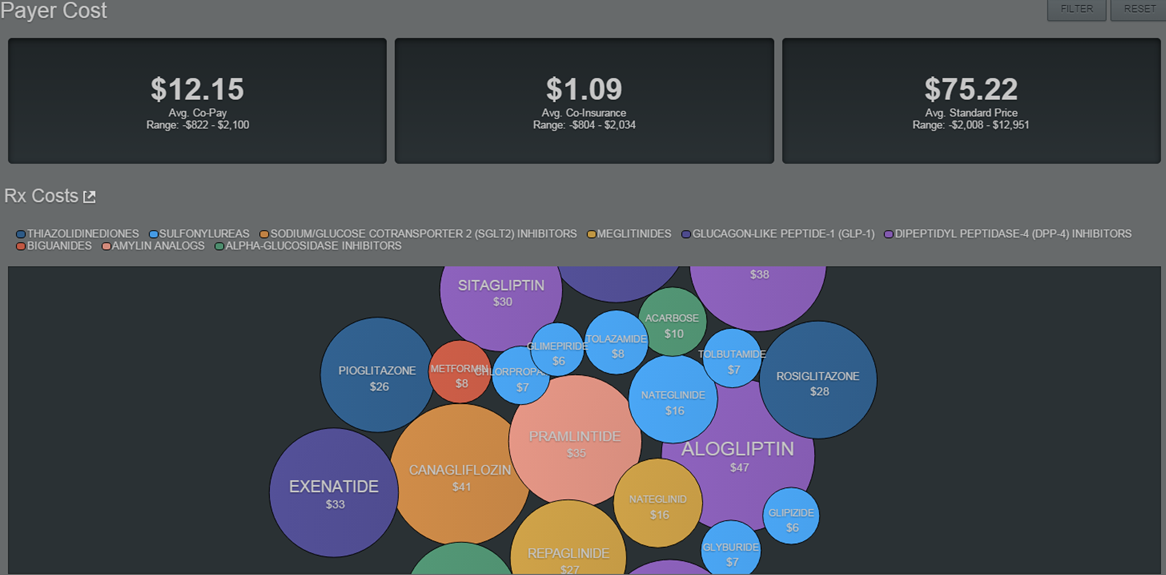 Payer Cost
FILTER
RESET
$12.15
Avg. Co-Pay
Range: -$822 - $2,100
$1.09
Avg. Co-Insurance
Range: -$804 - $2,034
$75.22
Avg. Standard Price
Range: -$2,008 - $12,951
Rx Costs
THIAZOLIDINEDIONES SULFONYLUREAS SODIUM/GLUCOSE COTRANSPORTER 2 (SGLT2) INHIBITORS MEGLITINIDES GLUCAGON-LIKE PEPTIDE-1 (GLP-1) DIPEPTIDYL PEPTIDASE-4 (DPP-4) INHIBITORS
BIGUANIDES AMYLIN ANALOGS ALPHA-GLUCOSIDASE INHIBITORS
$38
SITAGLIPTIN
$30
ACARBOSE
$10
GLIMEPIRIDE
$6
TOLAZAMIDE
$8
TOLBUTAMIDE
$7
PIOGLITAZONE
$26
METFORMIN
$8
CHLORPROPA
$7
ROSIGLITAZONE
$28
NATEGLINIDE
$16
PRAMLINTIDE
$35
ALOGLIPTIN
$47
CANAGLIFLOZIN
$41
EXENATIDE
$33
NATEGLINID
$16
GLIPIZIDE
$6
GLYBURIDE
$7
REPAGLINIDE
$27